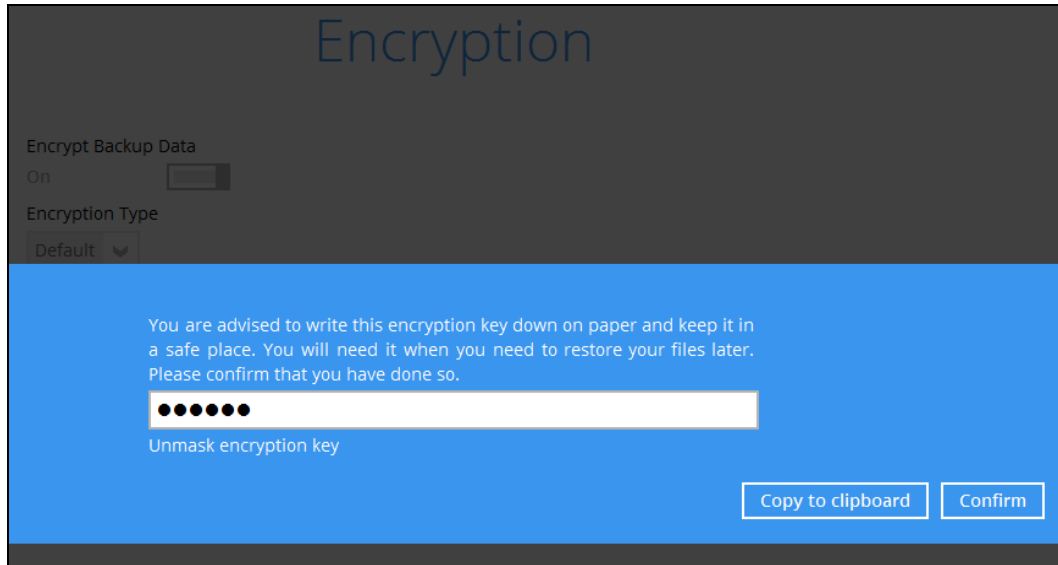 Encryption
Encrypt Backup Data
On
Encryption Type
Default
You are advised to write this encryption key down on paper and keep it in
a safe place. You will need it when you need to restore your files later.
Please confirm that you have done so.
●●●●●●
Unmask encryption key
Copy to clipboard
Confirm